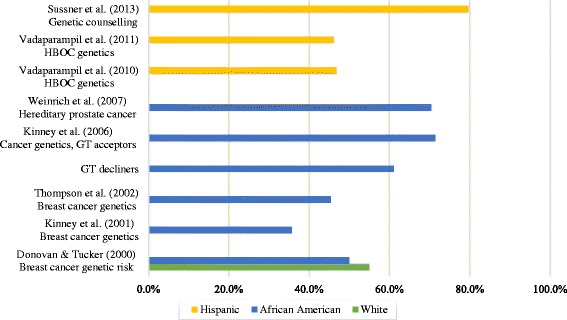 Sussner et al. (2013)
Genetic counselling
Vadaparampil et al. (2011)
HBOC genetics
Vadaparampil et al. (2010)
HBOC genetics
Weinrich et al. (2007)
Hereditary prostate cancer
Kinney et al. (2006)
Cancer genetics, GT acceptors
GT decliners
Thompson et al. (2002)
Breast cancer genetics
Kinney et al. (2001)
Breast cancer genetics
Donovan & Tucker (2000)
Breast cancer genetic risk
0.0% 20.0% 40.0% 60.0% 80.0% 100.0%
Hispanic African American White